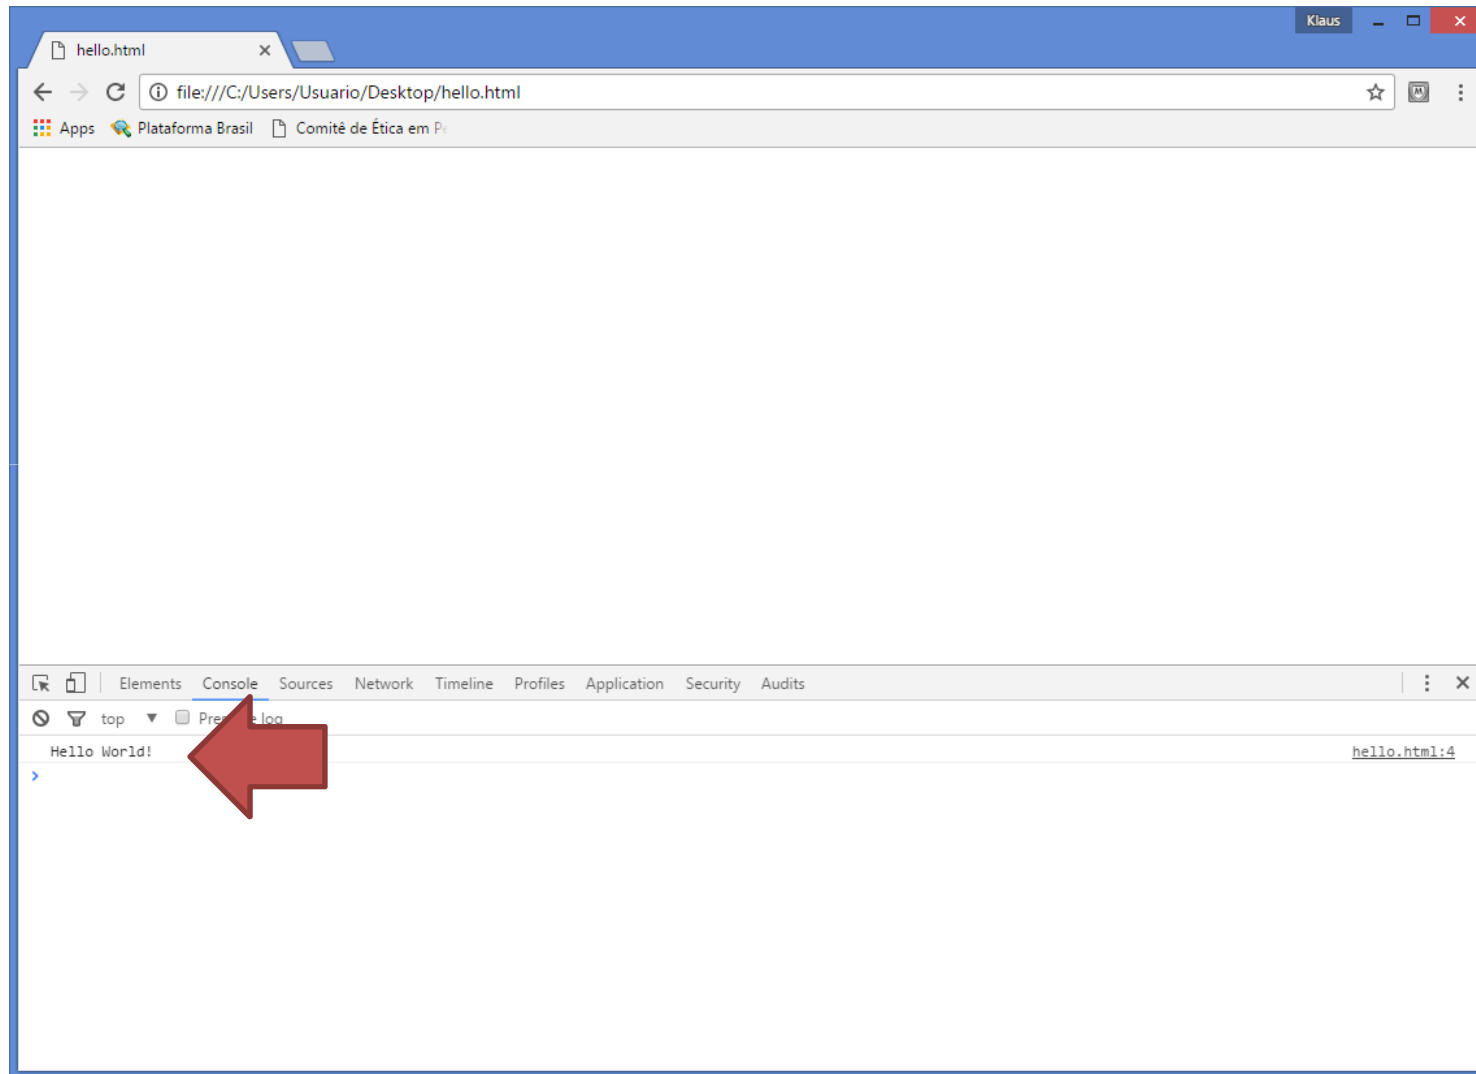 Klaus
hello.html
file:///C:/Users/Usuario/Desktop/hello.html
Apps Plataforma Brasil Comitê de Ética em
Elements Console Sources Network Timeline Profiles Application Security Audits
top log
Hello World! hello.html:4
>